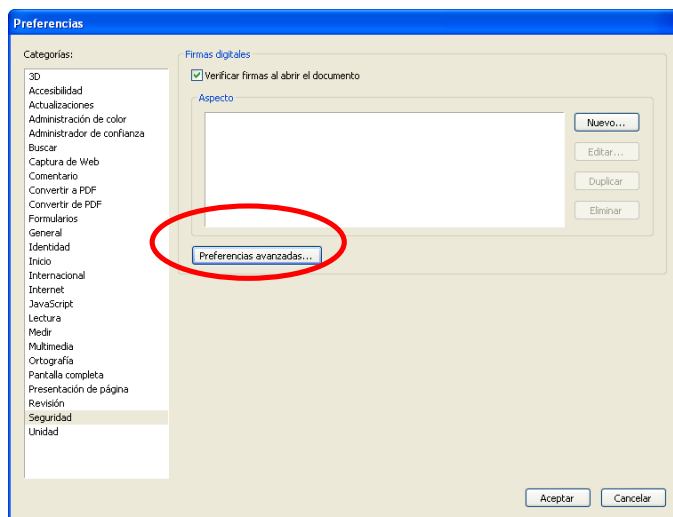 Preferencias
Categorías:
3D
Accesibilidad
Actualizaciones
Administración de color
Administrador de confianza
Buscar
Captura de Web
Comentario
Convertir a PDF
Convertir de PDF
Formularios
General
Identidad
Inicio
Internacional
Internet
JavaScript
Lectura
Medir
Multimedia
Ortografía
Pantalla completa
Presentación de página
Revisión
Seguridad
Unidad
Firmas digitales
Verificar firmas al abrir el documento
Aspecto
Nuevo...
Editar...
Duplicar
Eliminar
Preferencias avanzadas...
Aceptar
Cancelar